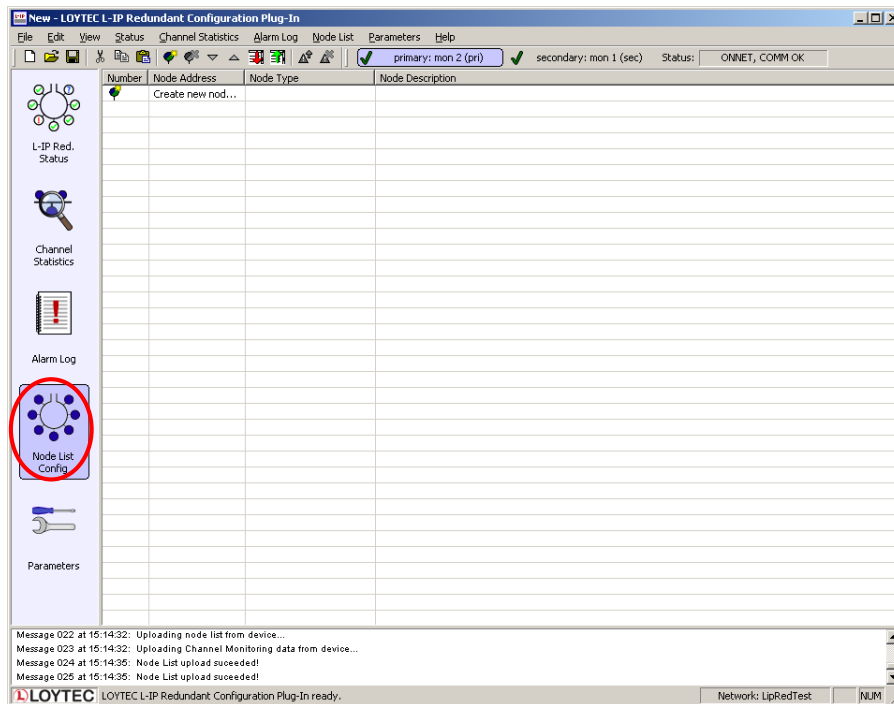 New - LOYTEC L-IP Redundant Configuration Plug-In
File Edit View Status Channel Statistics Alarm Log Node List Parameters Help
primary: mon 2 (pri) secondary: mon 1 (sec) Status: ONNET, COMM OK
Number Node Address Node Type Node Description
Create new nod...
L-IP Red.
Status
Channel
Statistics
Alarm Log
Node List
Config
Parameters
Message 022 at 15:14:32: Uploading node list from device...
Message 023 at 15:14:32: Uploading Channel Monitoring data from device...
Message 024 at 15:14:35: Node List upload suceeded!
Message 025 at 15:14:35: Node List upload suceeded!
LOYTEC LOYTEC L-IP Redundant Configuration Plug-In ready. Network: LipRedTest NUM